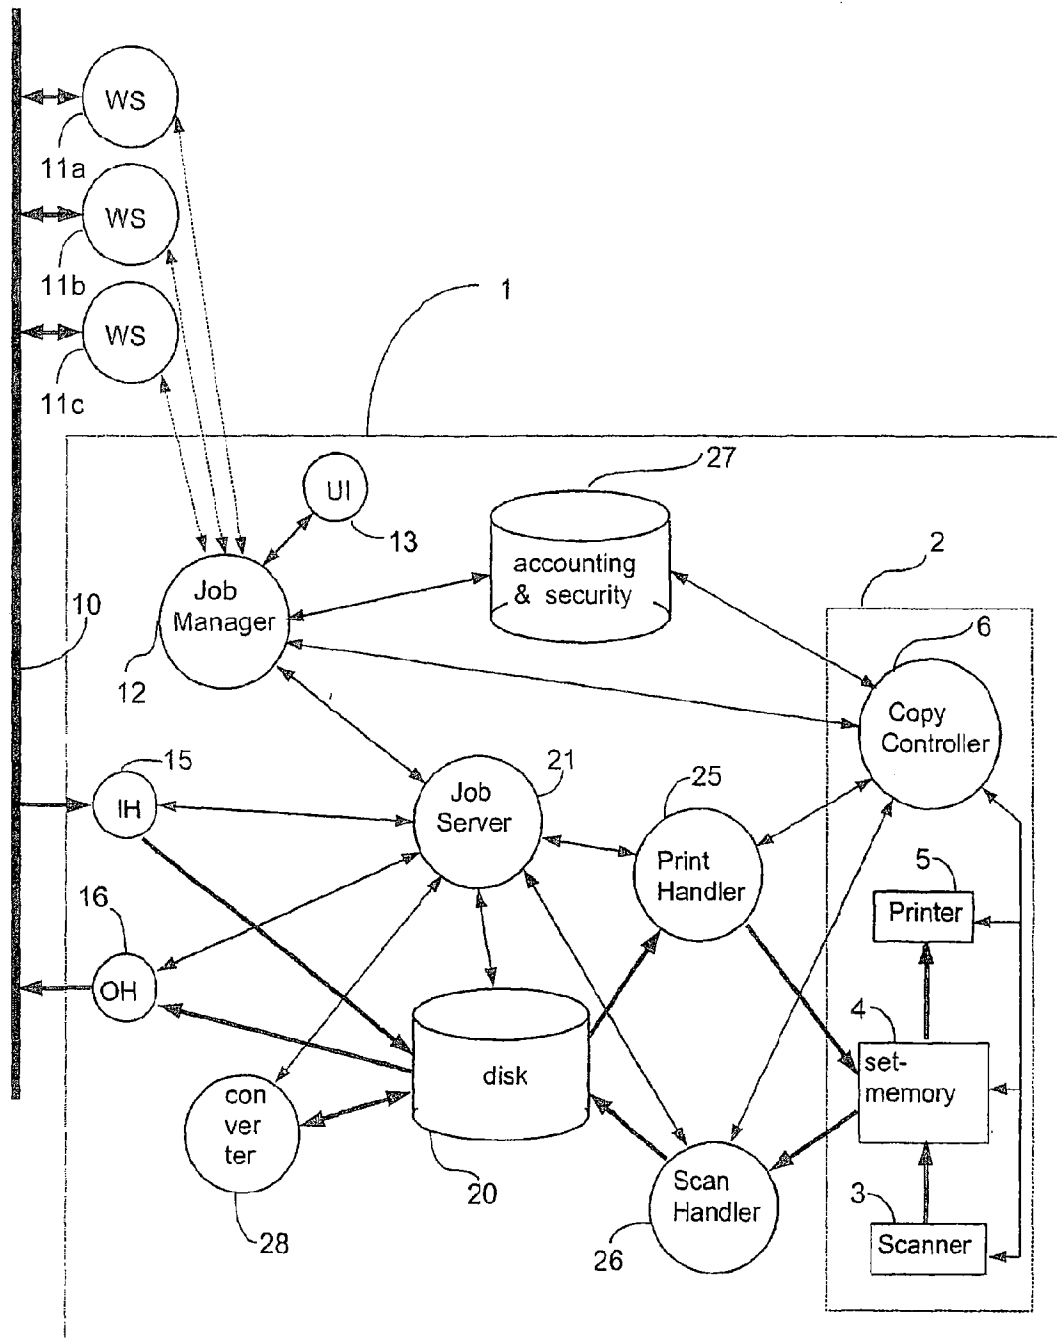 WS
11a
WS
11b
WS
11c
1
UI
13
27
accounting
& security
2
6
Job
Manager
10
12
Copy
Controller
15
IH
21
Job
Server
25
Print
Handler
5
Printer
16
OH
4
set-
memory
disk
con
ver
ter
20
28
Scan
Handler
26
3
Scanner